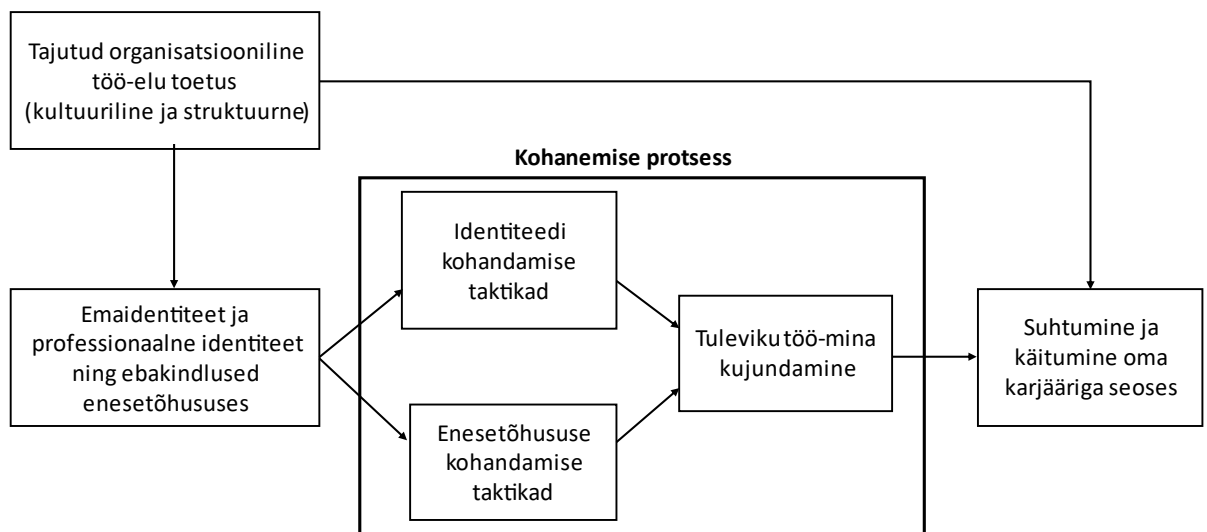 Tajutud organisatsiooniline
töö-elu toetus
(kultuuriline ja struktuurne)
Kohanemise protsess
Identiteedi
kohandamise
taktikad
Emaidentiteet ja
professionaalne identiteet
ning ebakindlused
enesetõhususes
Tuleviku töö-mina
kujundamine
Suhtumine ja
käitumine oma
karjääriga seoses
Enesetõhususe
kohandamise
taktikad